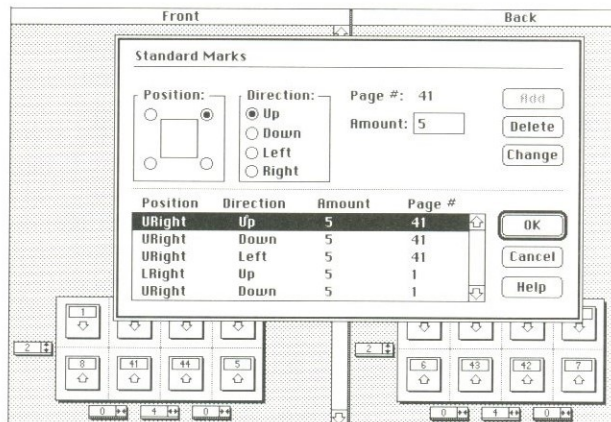 Front
Back
Standard Marks
Position:
Direction:
Up
Down
Left
Right
Page #: 41
Amount: 5
Add
Delete
Change
Position Direction Amount Page #
URight Up 5 41
URight Down 5 41
URight Left 5 41
LRight Up 5 1
URight Down 5 1
OK
Cancel
Help
1
2
8 41 44 5
0 4 0
2
6 43 42 7
0 4 0